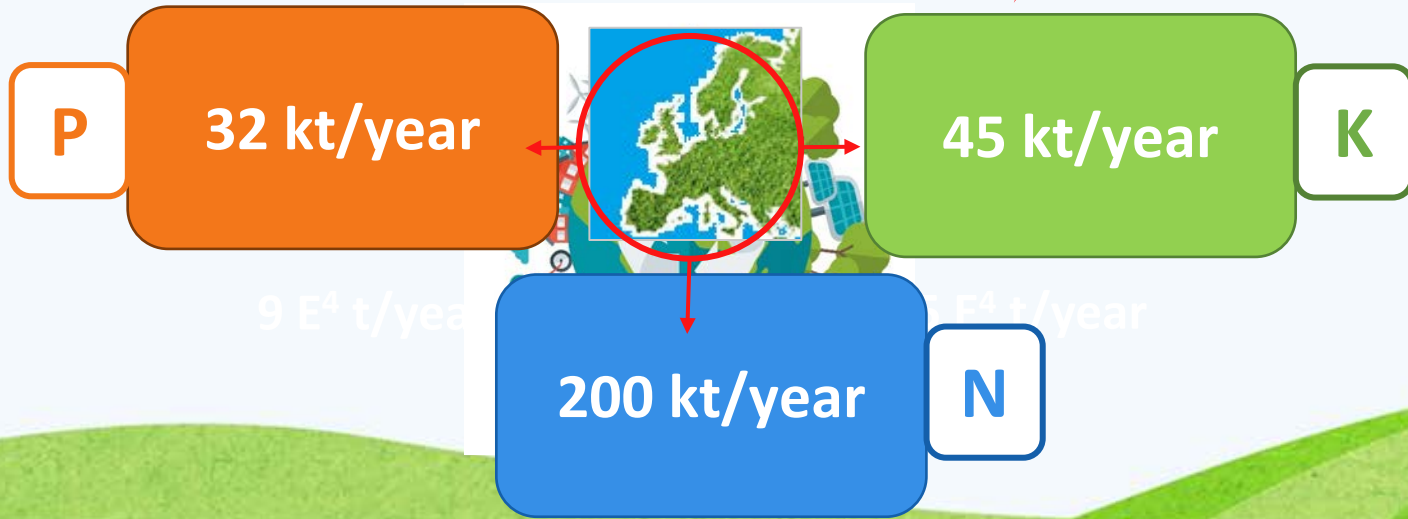 P
32 kt/year
45 kt/year
K
9 E⁴ t/yea
E⁴ t/year
200 kt/year
N